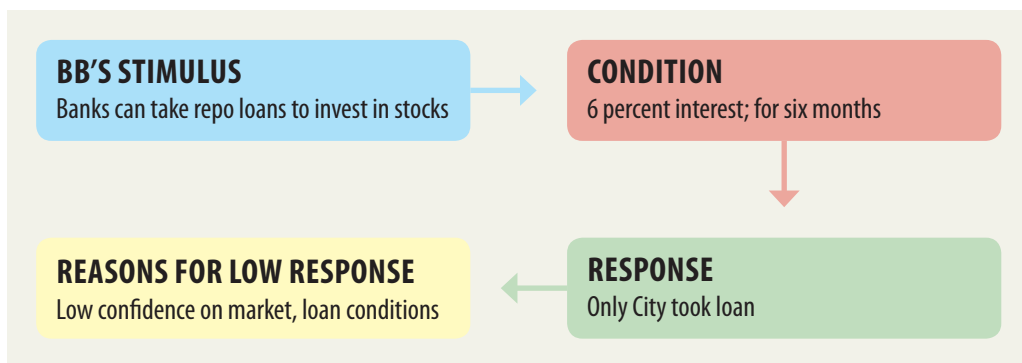 BB'S STIMULUS
Banks can take repo loans to invest in stocks
CONDITION
6 percent interest; for six months
RESPONSE
Only City took loan
REASONS FOR LOW RESPONSE
Low confidence on market, loan conditions